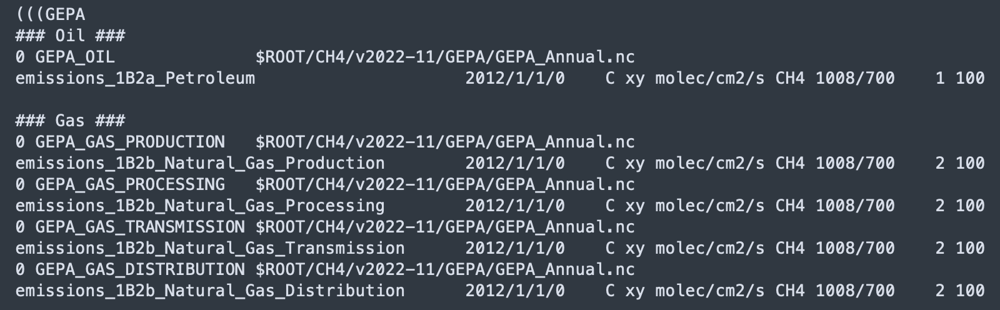 (((GEPA
### Oil ###
0 GEPA_OIL              $ROOT/CH4/v2022-11/GEPA/GEPA_Annual.nc
emissions_1B2a_Petroleum                     2012/1/1/0    C xy molec/cm2/s CH4 1008/700    1 100

### Gas ###
0 GEPA_GAS_PRODUCTION   $ROOT/CH4/v2022-11/GEPA/GEPA_Annual.nc
emissions_1B2b_Natural_Gas_Production        2012/1/1/0    C xy molec/cm2/s CH4 1008/700    2 100
0 GEPA_GAS_PROCESSING   $ROOT/CH4/v2022-11/GEPA/GEPA_Annual.nc
emissions_1B2b_Natural_Gas_Processing        2012/1/1/0    C xy molec/cm2/s CH4 1008/700    2 100
0 GEPA_GAS_TRANSMISSION $ROOT/CH4/v2022-11/GEPA/GEPA_Annual.nc
emissions_1B2b_Natural_Gas_Transmission      2012/1/1/0    C xy molec/cm2/s CH4 1008/700    2 100
0 GEPA_GAS_DISTRIBUTION $ROOT/CH4/v2022-11/GEPA/GEPA_Annual.nc
emissions_1B2b_Natural_Gas_Distribution      2012/1/1/0    C xy molec/cm2/s CH4 1008/700    2 100